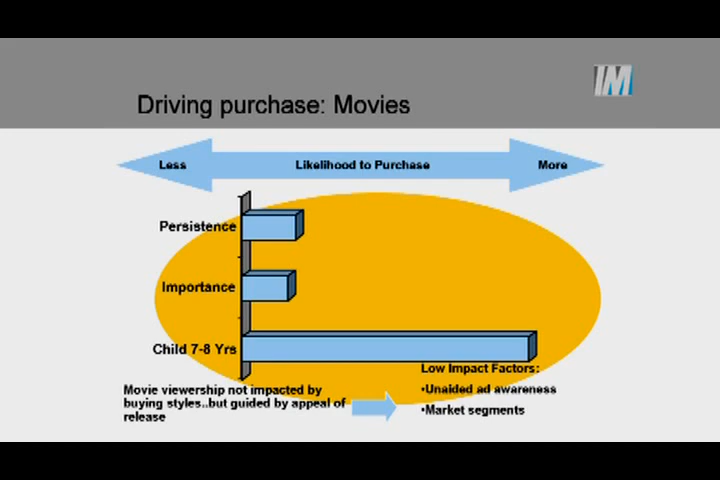 IM
Driving purchase: Movies
Less
Likelihood to Purchase
More
Persistence
Importance
Child 7-8 Yrs
Low Impact Factors:
•Unaided ad awareness
•Market segments
Movie viewership not impacted by
buying styles..but guided by appeal of
release